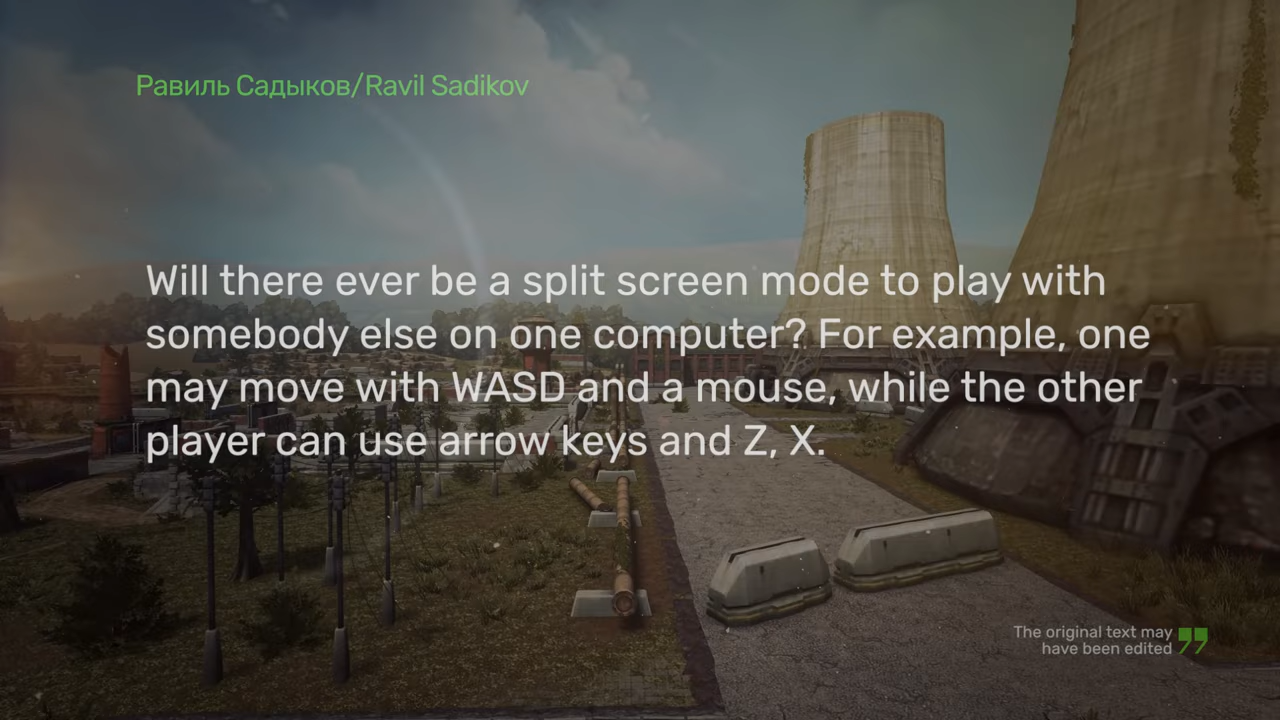 Равиль Садыков/Ravil Sadikov
Will there ever be a split screen mode to play with
somebody else on one computer? For example, one
may move with WASD and a mouse, while the other
player can use arrow keys and Z, X.
The original text may
have been edited